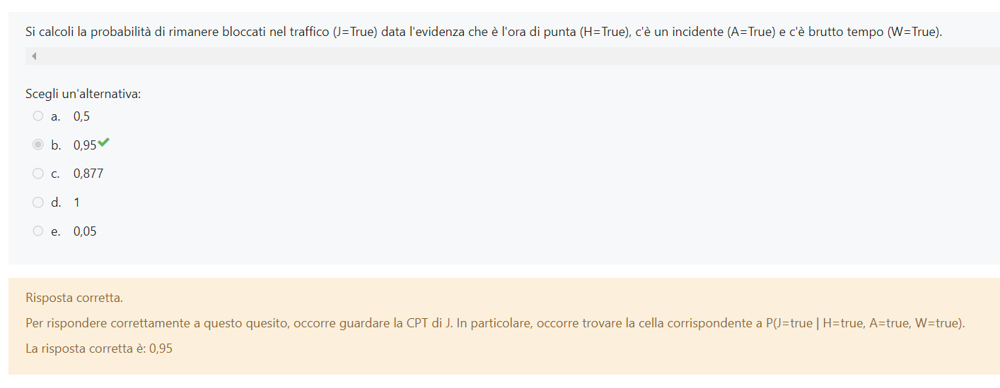 Si calcoli la probabilità di rimanere bloccati nel traffico (J=True) data l'evidenza che è l'ora di punta (H=True), c'è un incidente (A=True) e c'è brutto tempo (W=True).
Scegli un'alternativa:
a. 0,5
b. 0,95
c. 0,877
d. 1
e. 0,05
Risposta corretta.
Per rispondere correttamente a questo quesito, occorre guardare la CPT di J. In particolare, occorre trovare la cella corrispondente a P(J=true | H=true, A=true, W=true).
La risposta corretta è: 0,95